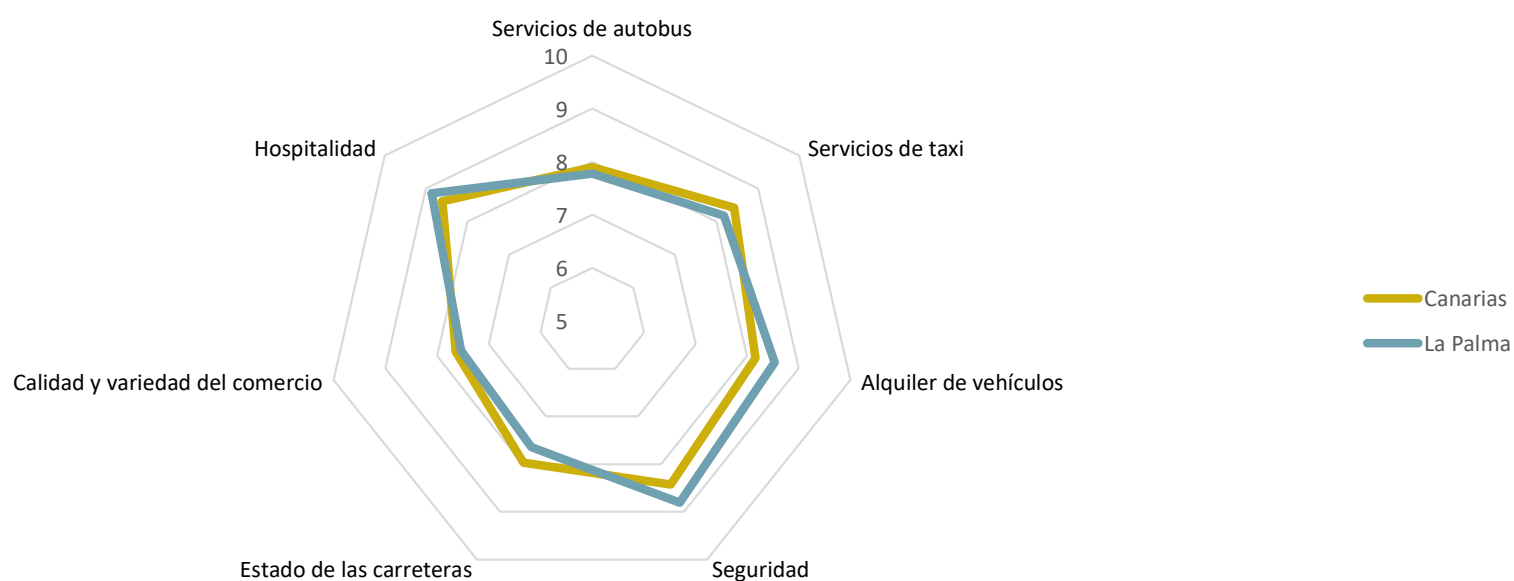 Servicios de autobus
10
9
Hospitalidad
Servicios de taxi
8
7
6
Canarias
5
La Palma
Calidad y variedad del comercio
Alquiler de vehículos
Estado de las carreteras
Seguridad